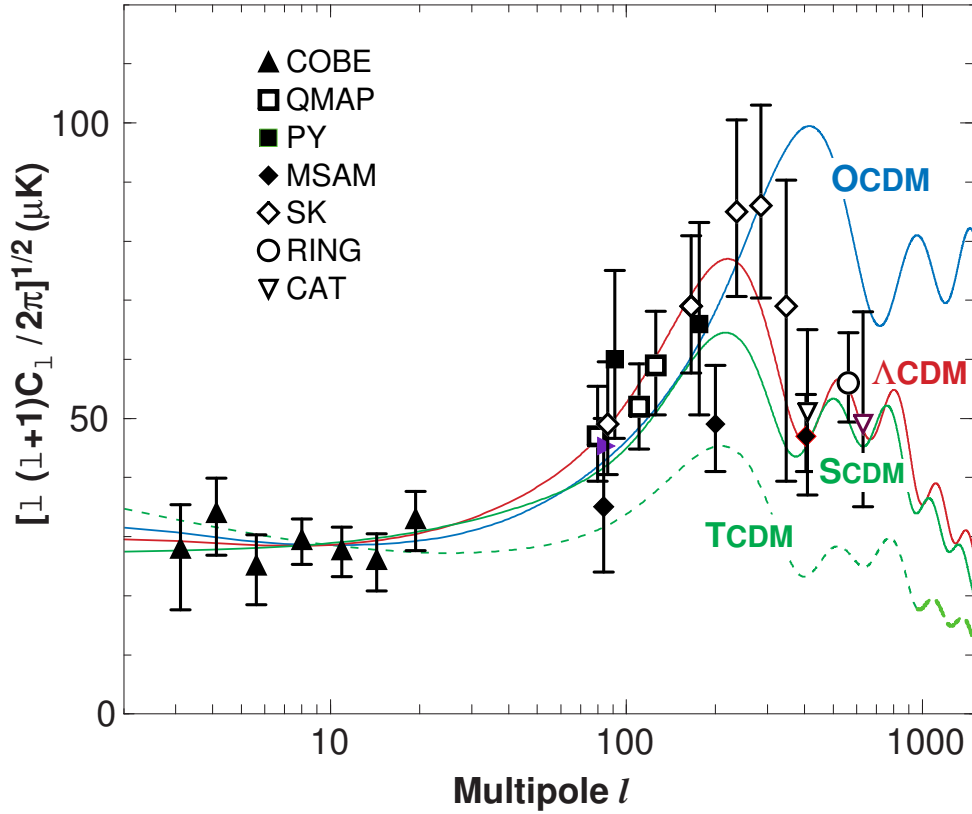 [l (l+1)C_l / 2π]^1/2 (μK)
100
50
0
COBE
QMAP
PY
MSAM
SK
RING
CAT
OCDM
ΛCDM
SCDM
TCDM
10
100
1000
Multipole l